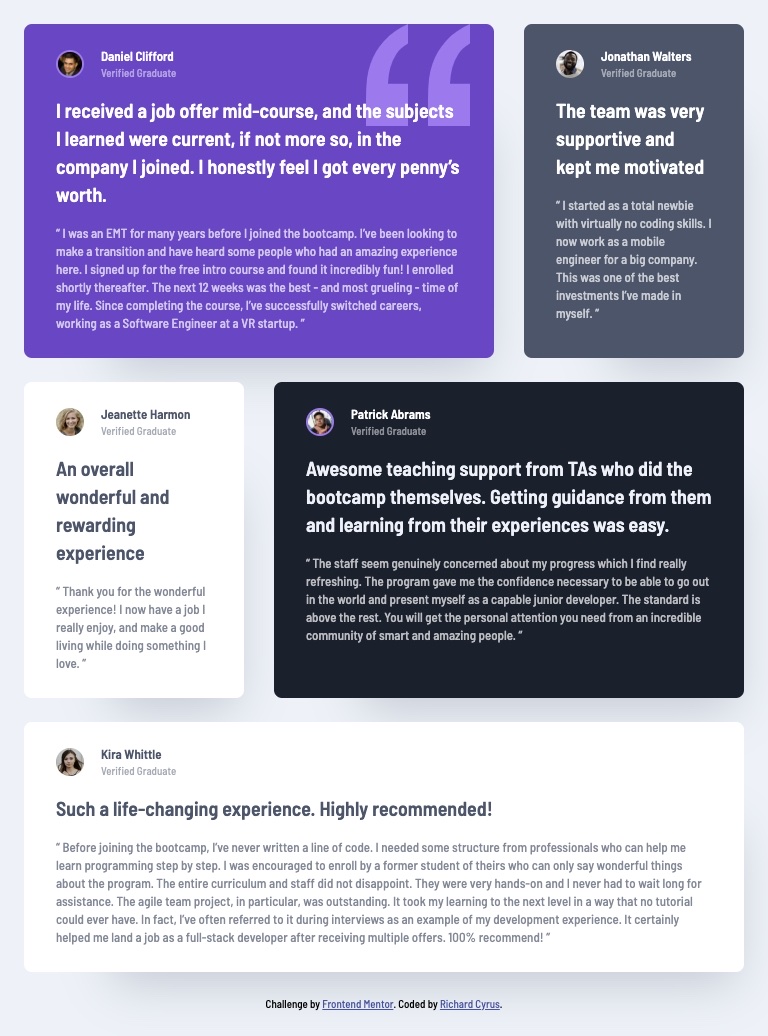 Daniel Clifford
Verified Graduate
I received a job offer mid-course, and the subjects
I learned were current, if not more so, in the
company I joined. I honestly feel I got every penny’s
worth.
“ I was an EMT for many years before I joined the bootcamp. I’ve been looking to
make a transition and have heard some people who had an amazing experience
here. I signed up for the free intro course and found it incredibly fun! I enrolled
shortly thereafter. The next 12 weeks was the best - and most grueling - time of
my life. Since completing the course, I’ve successfully switched careers,
working as a Software Engineer at a VR startup. ”
Jonathan Walters
Verified Graduate
The team was very
supportive and
kept me motivated
“ I started as a total newbie
with virtually no coding skills. I
now work as a mobile
engineer for a big company.
This was one of the best
investments I’ve made in
myself. ”
Jeanette Harmon
Verified Graduate
An overall
wonderful and
rewarding
experience
“ Thank you for the wonderful
experience! I now have a job I
really enjoy, and make a good
living while doing something I
love. ”
Patrick Abrams
Verified Graduate
Awesome teaching support from TAs who did the
bootcamp themselves. Getting guidance from them
and learning from their experiences was easy.
“ The staff seem genuinely concerned about my progress which I find really
refreshing. The program gave me the confidence necessary to be able to go out
in the world and present myself as a capable junior developer. The standard is
above the rest. You will get the personal attention you need from an incredible
community of smart and amazing people. ”
Kira Whittle
Verified Graduate
Such a life-changing experience. Highly recommended!
“ Before joining the bootcamp, I’ve never written a line of code. I needed some structure from professionals who can help me
learn programming step by step. I was encouraged to enroll by a former student of theirs who can only say wonderful things
about the program. The entire curriculum and staff did not disappoint. They were very hands-on and I never had to wait long for
assistance. The agile team project, in particular, was outstanding. It took my learning to the next level in a way that no tutorial
could ever have. In fact, I’ve often referred to it during interviews as an example of my development experience. It certainly
helped me land a job as a full-stack developer after receiving multiple offers. 100% recommend! ”
Challenge by Frontend Mentor. Coded by Richard Cyrus.